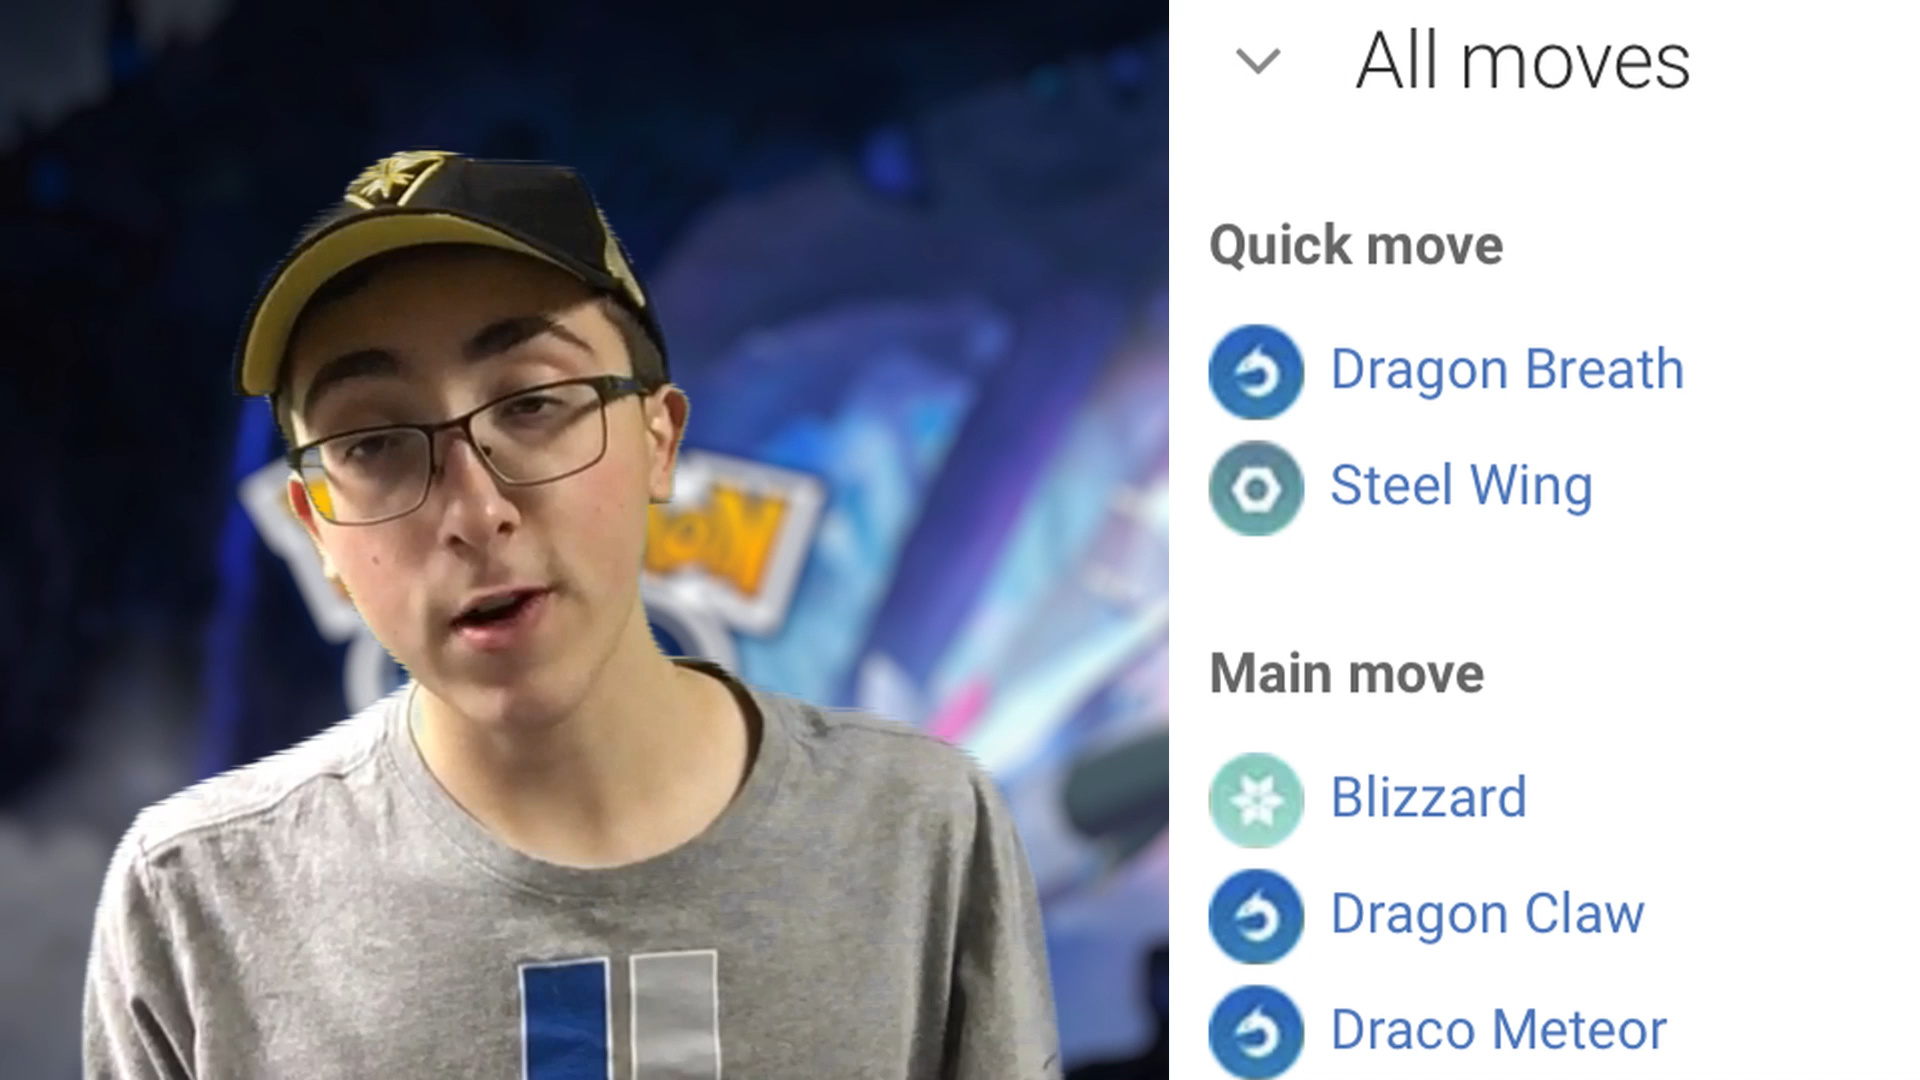 All moves
Quick move
Dragon Breath
Steel Wing
Main move
Blizzard
Dragon Claw
Draco Meteor